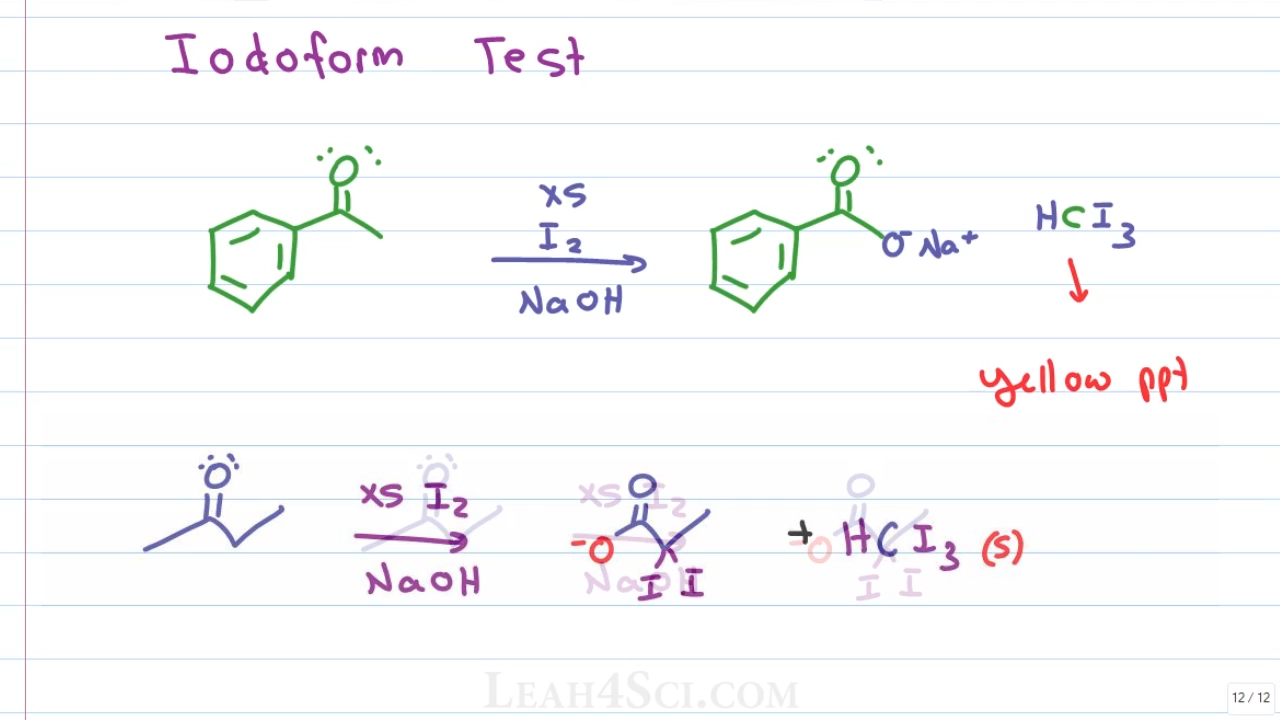 Iodoform Test
O
xs
I2
NaOH
O
O⁻ Na⁺
HCI3
yellow ppt
O
xs I2
NaOH
O
⁻O
I I
+ HCI3 (s)
LEAH4SCI.COM
12 / 12